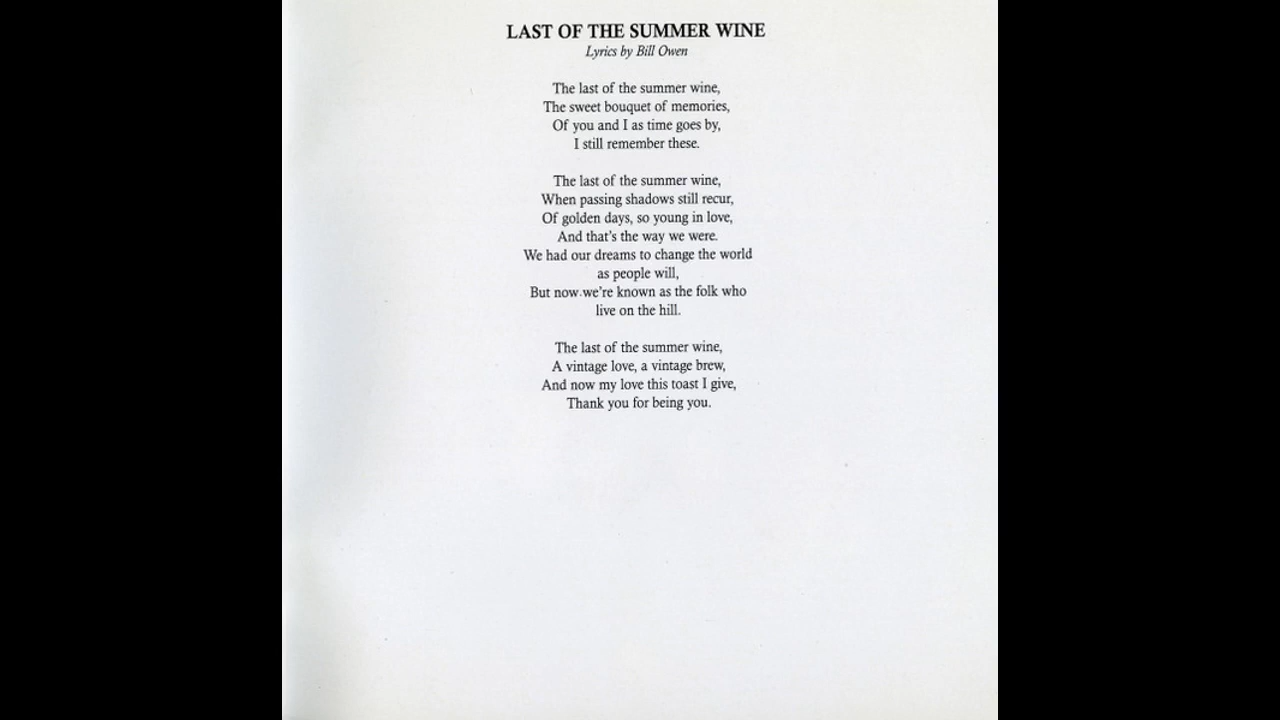 LAST OF THE SUMMER WINE
Lyrics by Bill Owen
The last of the summer wine,
The sweet bouquet of memories,
Of you and I as time goes by,
I still remember these.
The last of the summer wine,
When passing shadows still recur,
Of golden days, so young in love,
And that's the way we were.
We had our dreams to change the world
as people will,
But now we're known as the folk who
live on the hill.
The last of the summer wine,
A vintage love, a vintage brew,
And now my love this toast I give,
Thank you for being you.